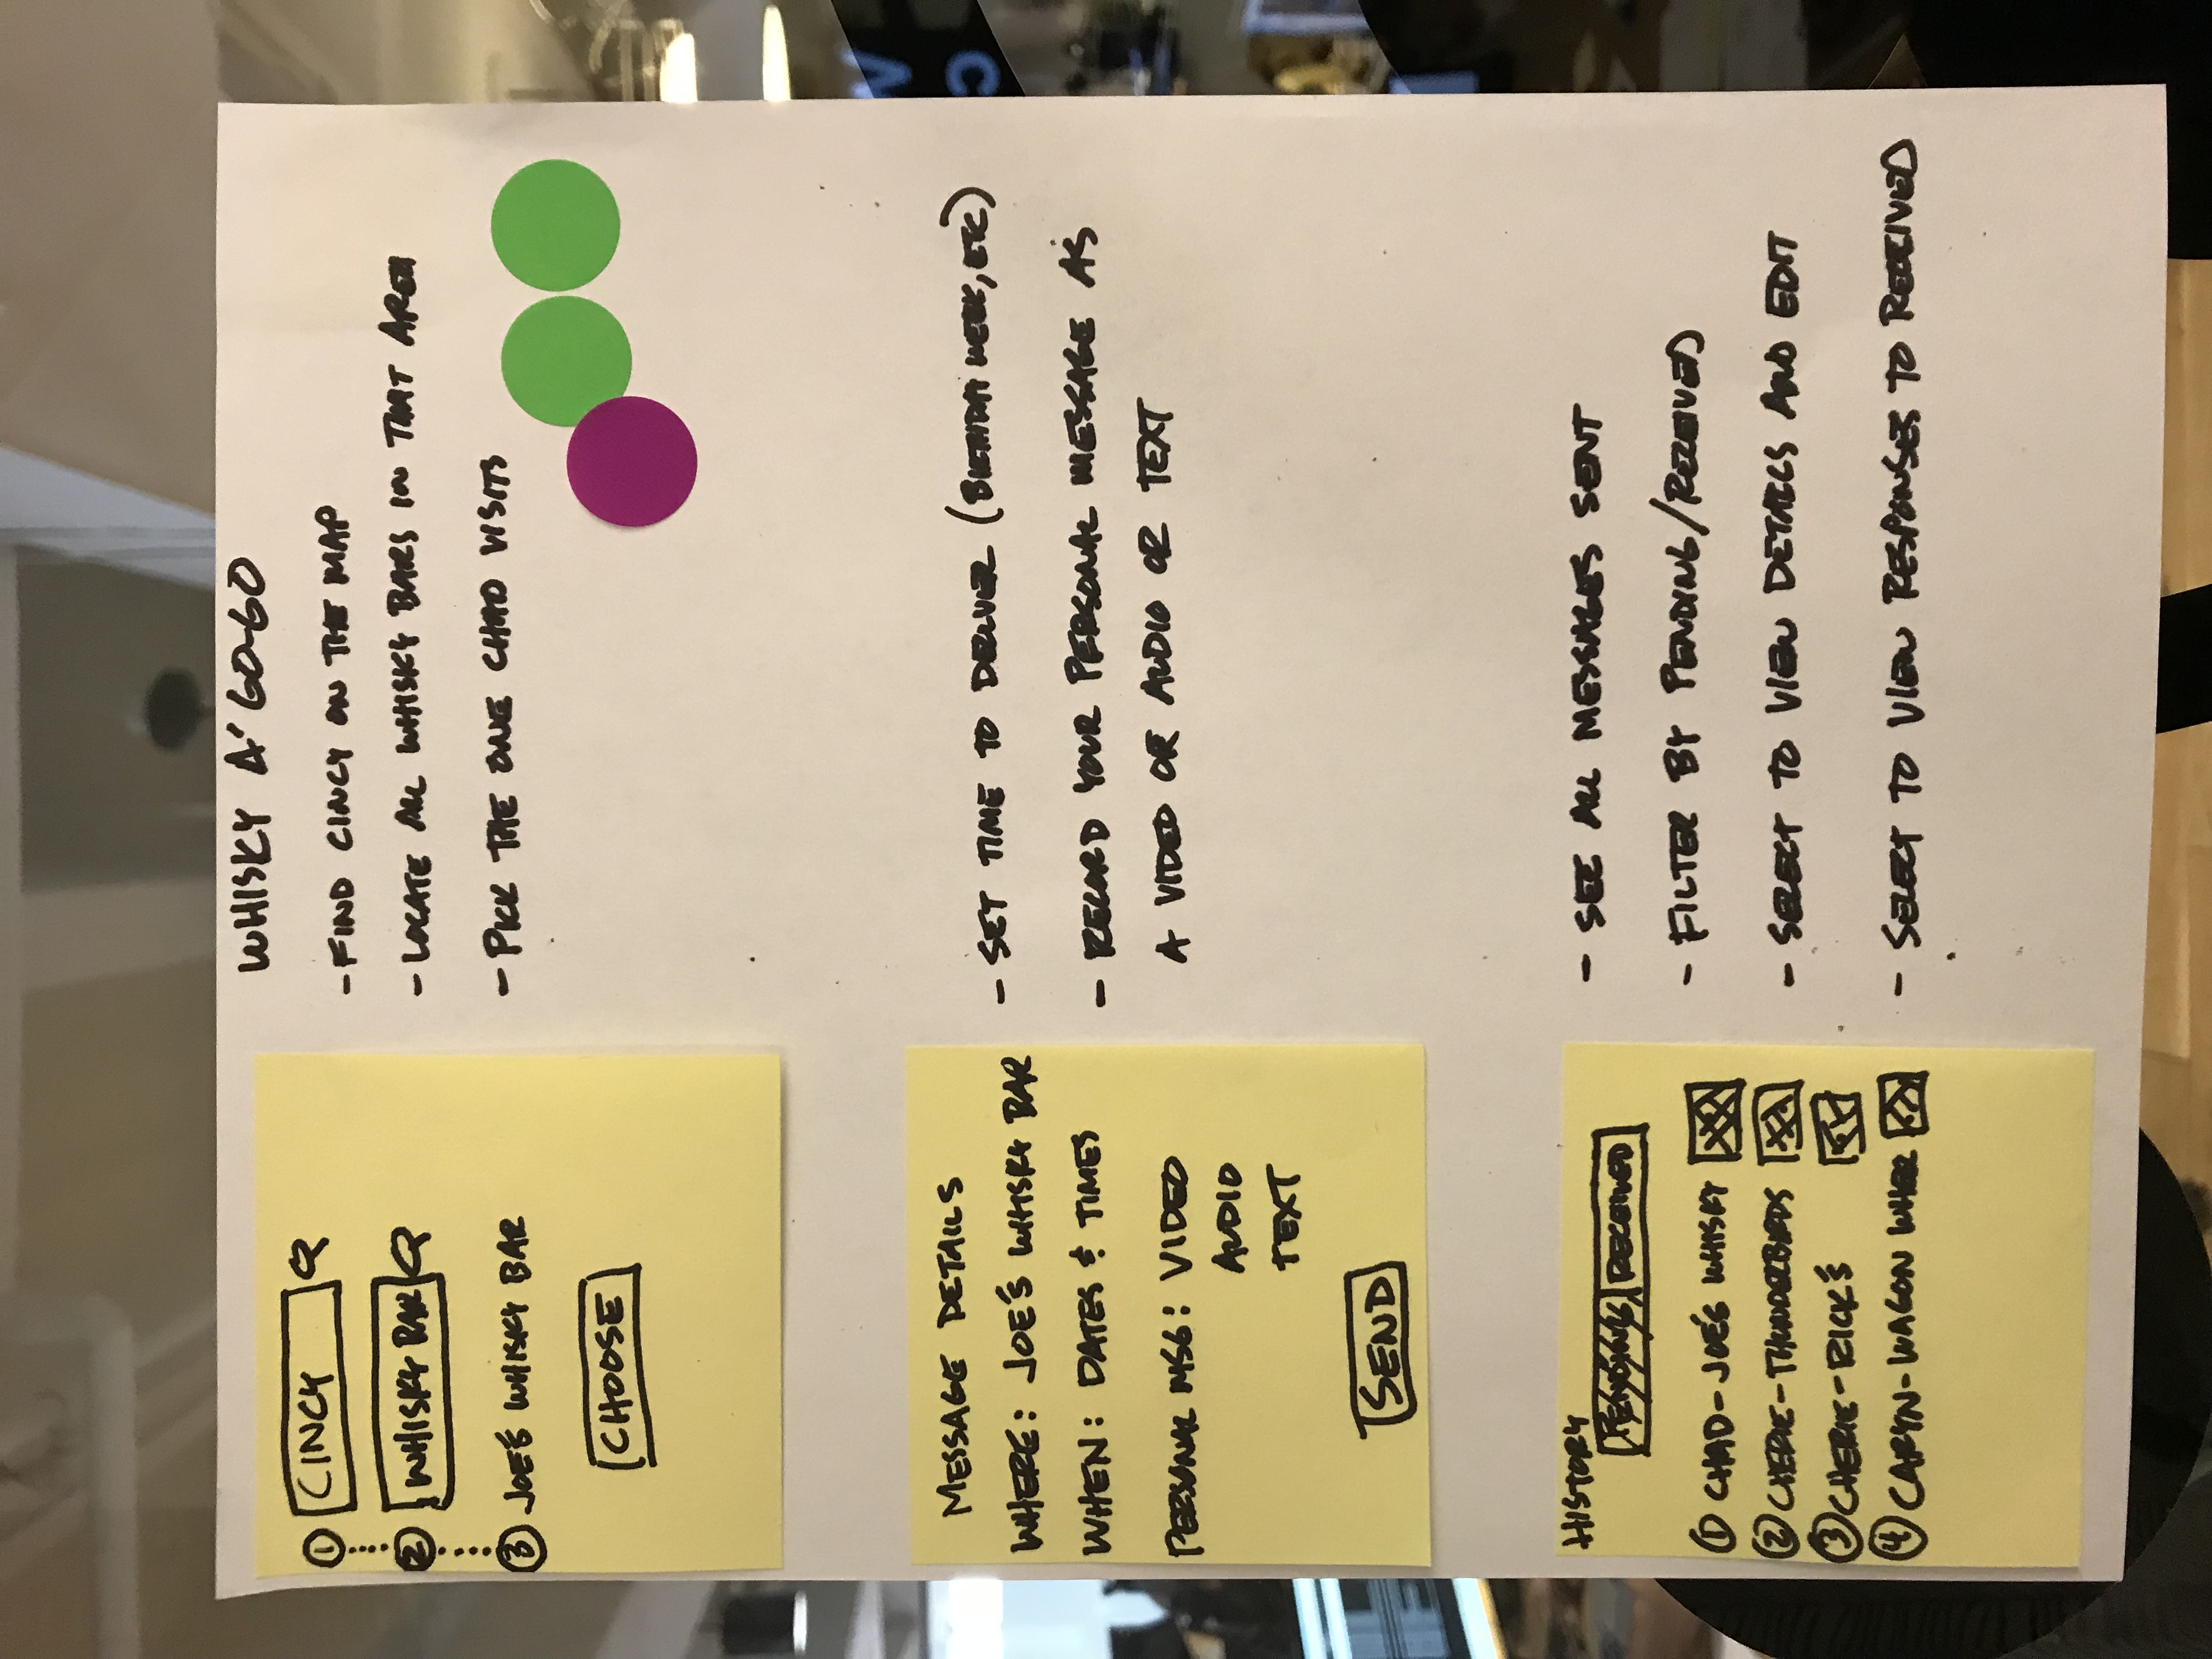 WHISKY A' GO-GO
① CINCY
② WHISKY BAR
③ JOE'S WHISKY BAR
CHOOSE
- FIND CINCY ON THE MAP
- LOCATE ALL WHISKY BARS IN THAT AREA
- PICK THE ONE CHAD VISITS
MESSAGE DETAILS
WHERE: JOE'S WHISKY BAR
WHEN: DATES & TIMES
PERSONAL MSG: VIDEO
AUDIO
TEXT
SEND
- SET TIME TO DELIVER (BIRTHDAY WEEK, ETC)
- RECORD YOUR PERSONAL MESSAGE AS
A VIDEO OR AUDIO OR TEXT
HISTORY
PENDING RECEIVED
① CHAD - JOE'S WHISKY
② CHERIE - THUNDERBIRDS
③ CHERIE - RICK'S
④ CARYN - WAGON WHEEL
- SEE ALL MESSAGES SENT
- FILTER BY PENDING/RECEIVED
- SELECT TO VIEW DETAILS AND EDIT
- SELECT TO VIEW RESPONSES TO RECEIVED